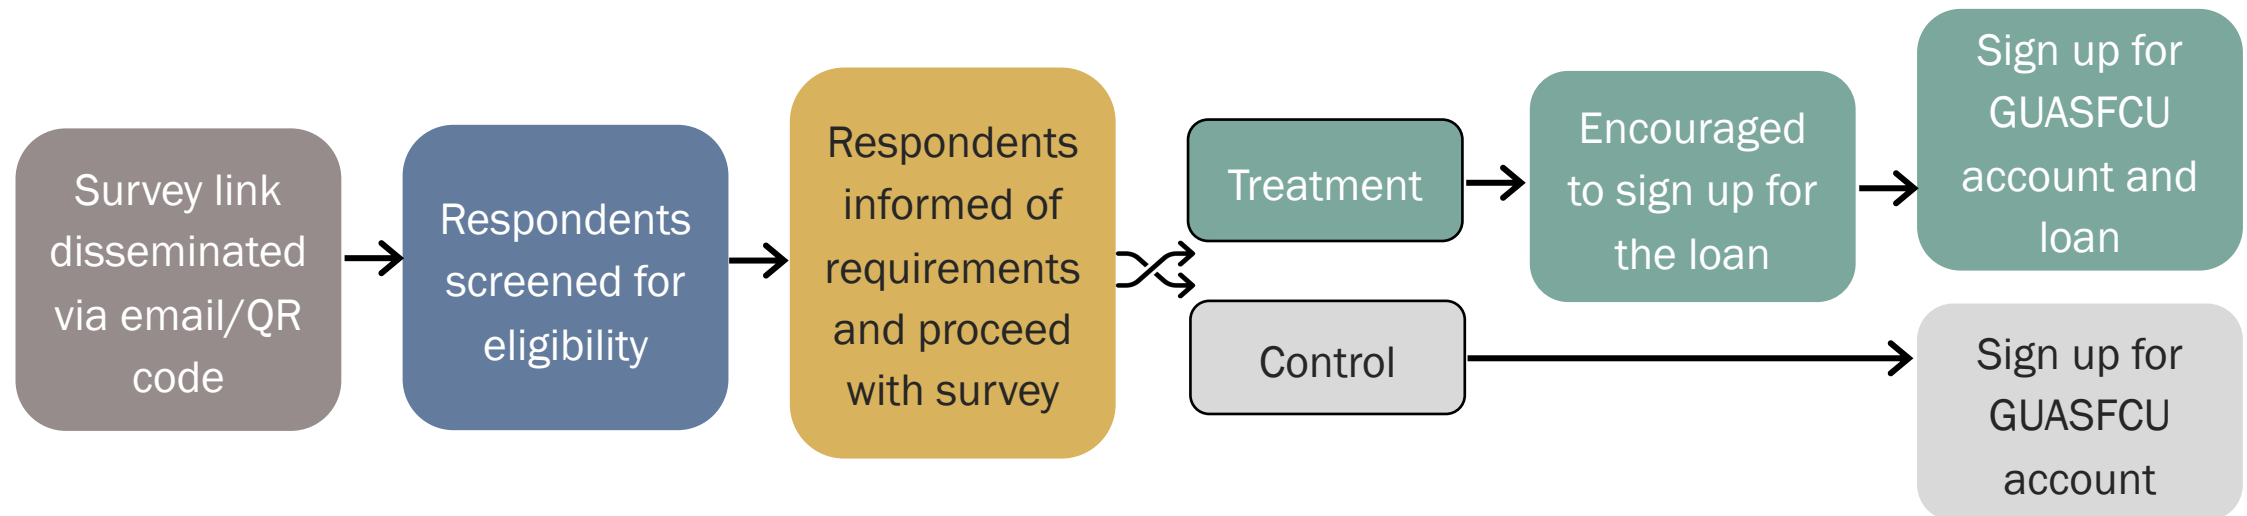 Survey link
disseminated
via email/QR
code
Respondents
screened for
eligibility
Respondents
informed of
requirements
and proceed
with survey
Treatment
Encouraged
to sign up for
the loan
Sign up for
GUASFCU
account and
loan
Control
Sign up for
GUASFCU
account